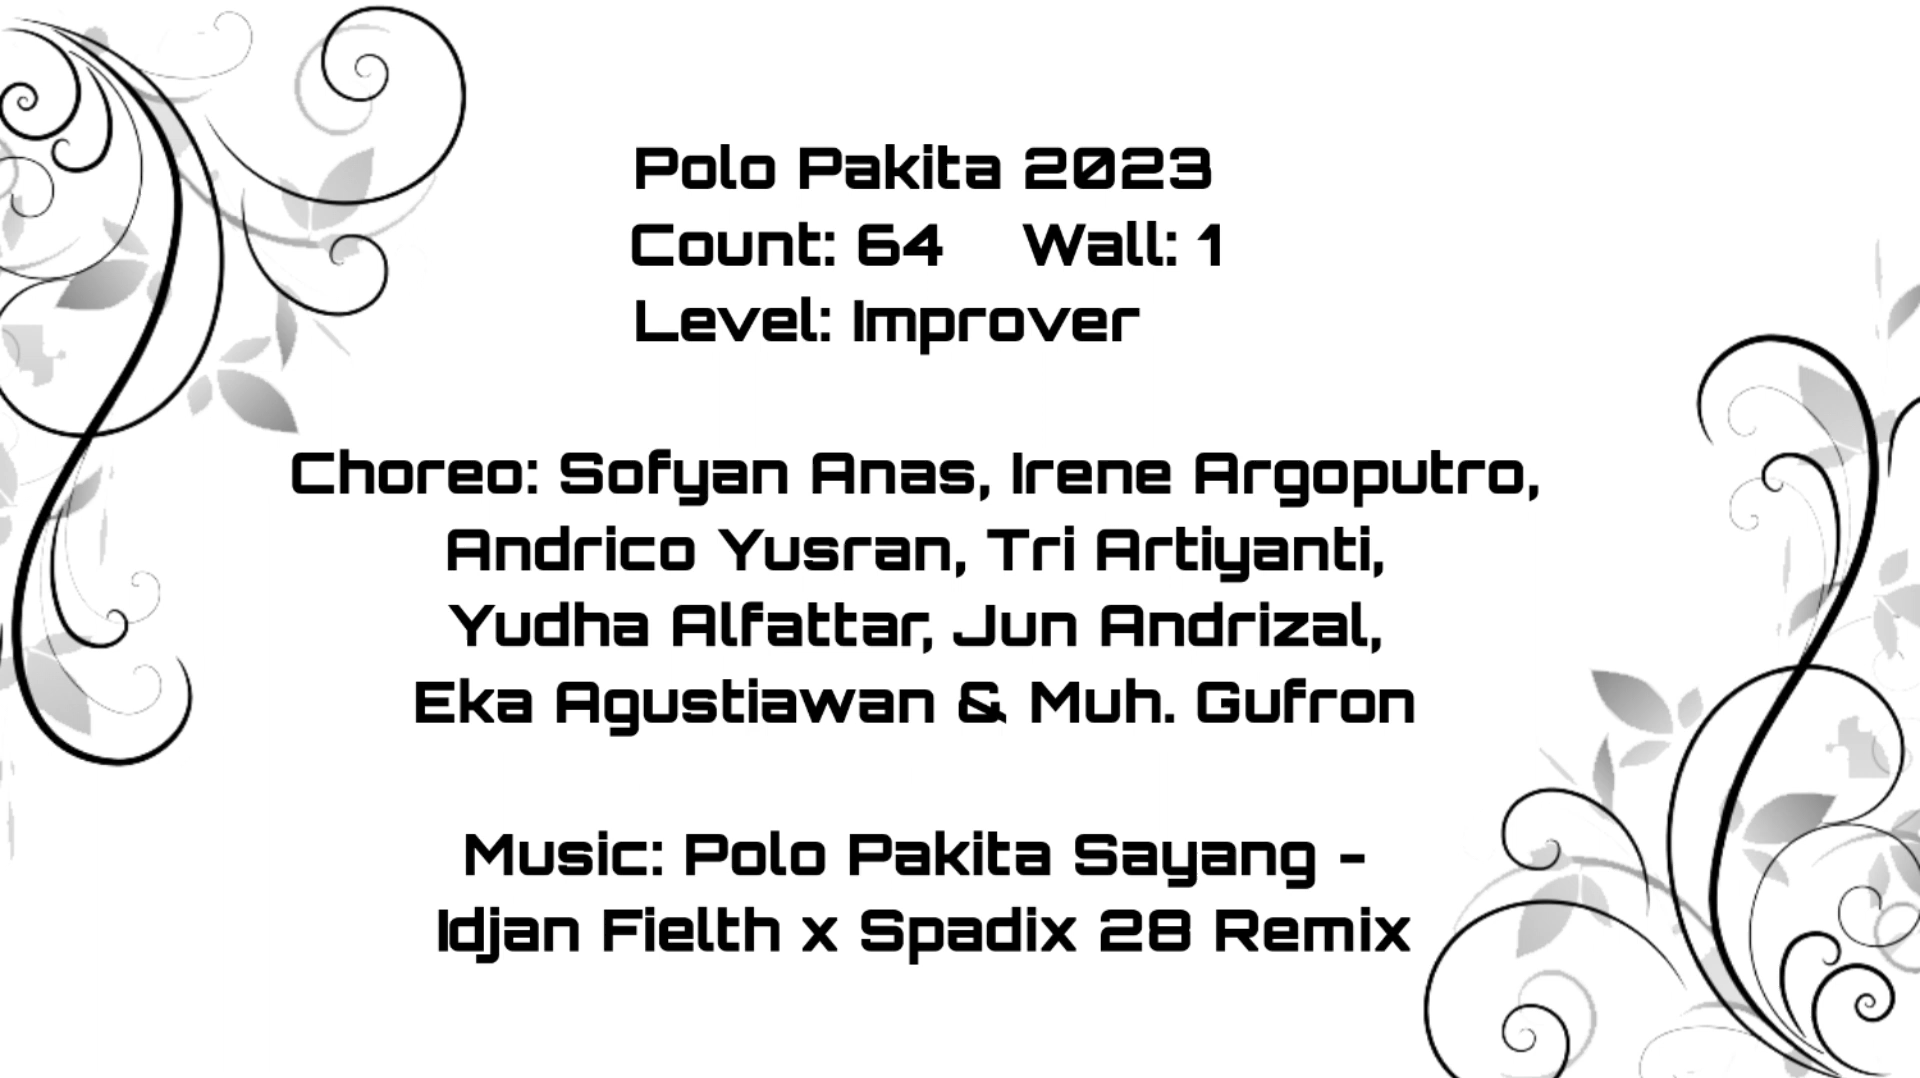 Polo Pakita 2023
Count: 64 Wall: 1
Level: Improver
Choreo: Sofyan Anas, Irene Argoputro,
Andrico Yusran, Tri Artiyanti,
Yudha Alfattar, Jun Andrizal,
Eka Agustiawan & Muh. Gufron
Music: Polo Pakita Sayang -
Idjan Fielth x Spadix 28 Remix